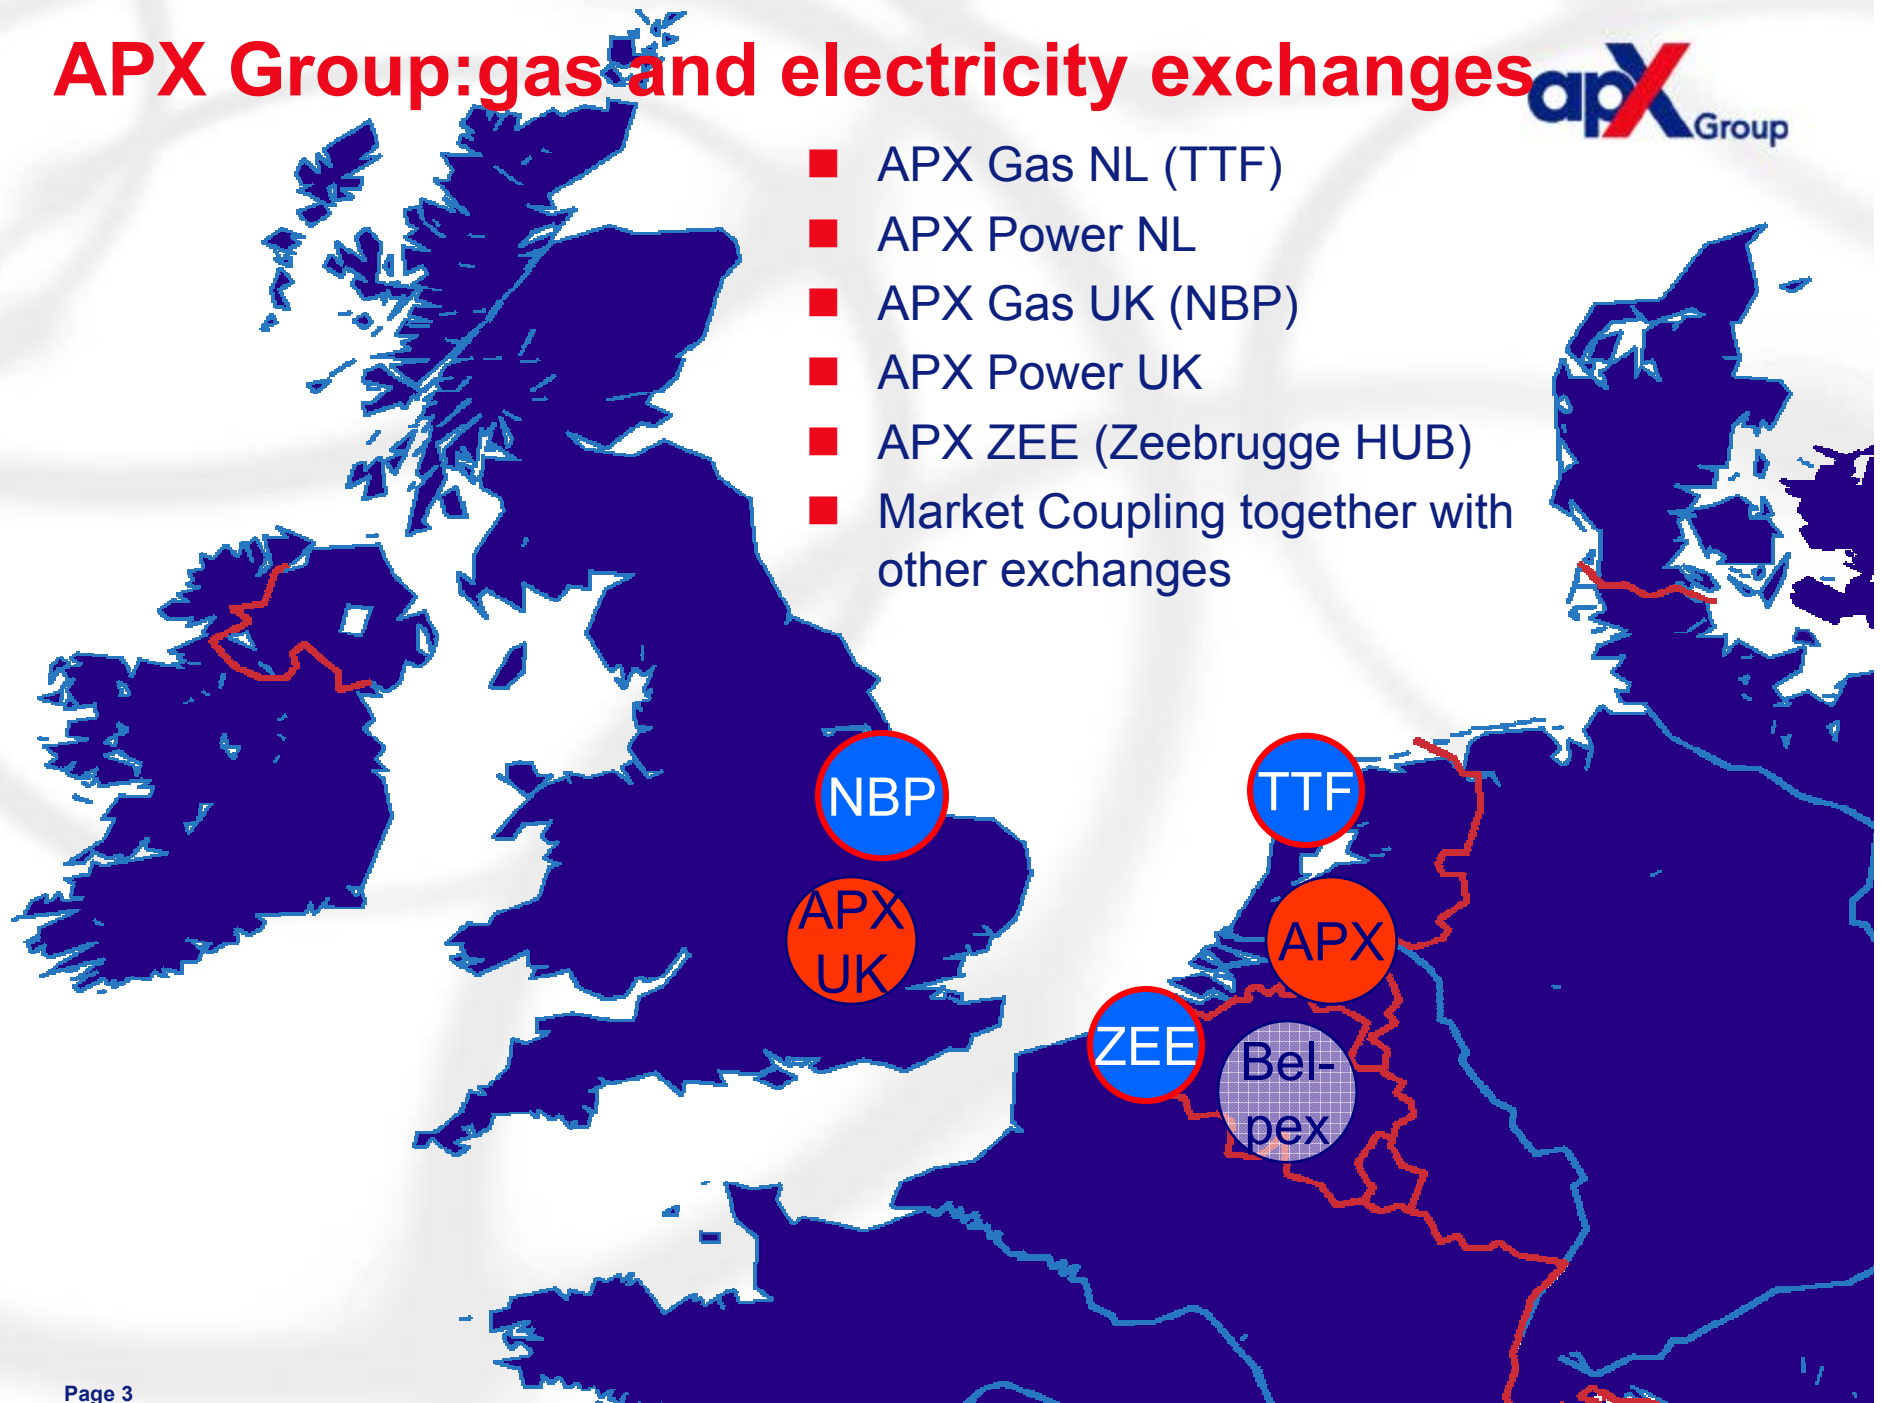 APX Group:gas and electricity exchanges
apX
Group
APX Gas NL (TTF)
APX Power NL
APX Gas UK (NBP)
APX Power UK
APX ZEE (Zeebrugge HUB)
Market Coupling together with
other exchanges
NBP
TTF
APX
UK
APX
ZEE
Bel-
pex
Page 3